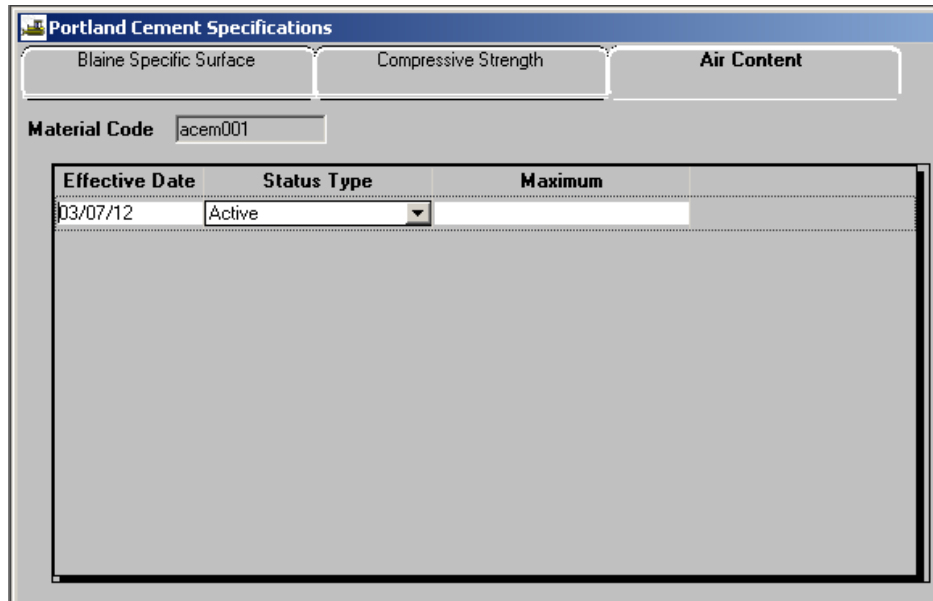 Portland Cement Specifications
Blaine Specific Surface Compressive Strength Air Content
Material Code acem001
Effective Date Status Type Maximum
03/07/12 Active